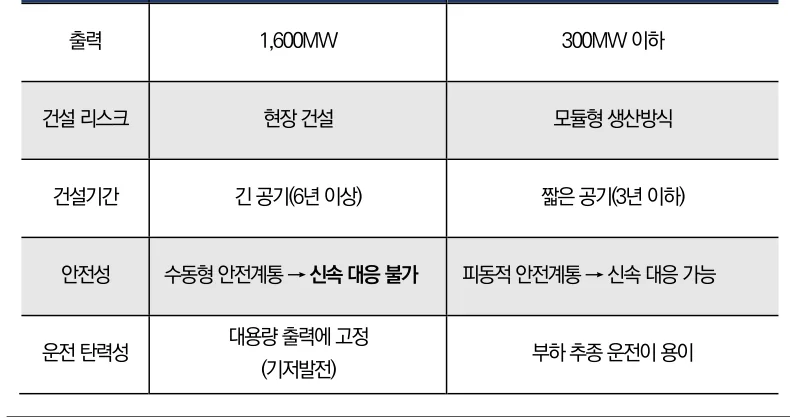 출력 1,600MW 300MW 이하
건설 리스크 현장 건설 모듈형 생산방식
건설기간 긴 공기(6년 이상) 짧은 공기(3년 이하)
안전성 수동형 안전계통 → 신속 대응 불가 피동적 안전계통 → 신속 대응 가능
운전 탄력성 대용량 출력에 고정
(기저발전) 부하 추종 운전이 용이